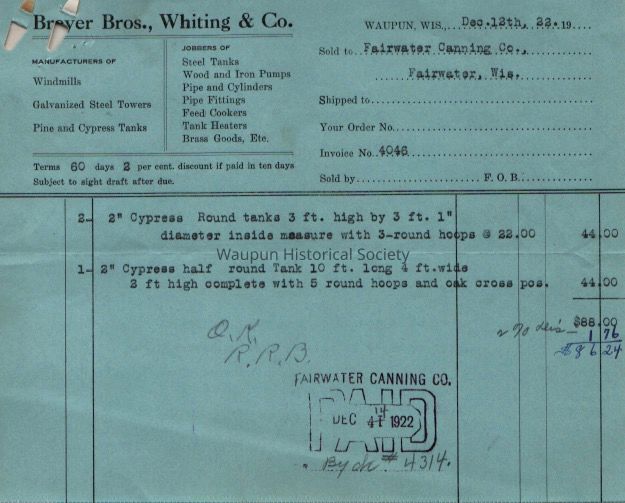 Breyer Bros., Whiting & Co.
MANUFACTURERS OF
Windmills
Galvanized Steel Towers
Pine and Cypress Tanks
JOBBERS OF
Steel Tanks
Wood and Iron Pumps
Pipe and Cylinders
Pipe Fittings
Feed Cookers
Tank Heaters
Brass Goods, Etc.
Terms 60 days 2 per cent. discount if paid in ten days
Subject to sight draft after due.
WAUPUN, WIS., Dec.12th, 22. 19
Sold to Fairwater Canning Co.,
Fairwater, Wis.
Shipped to
Your Order No.
Invoice No. 4046
Sold by F. O. B.
2- 2" Cypress Round tanks 3 ft. high by 3 ft. 1"
diameter inside measure with 3-round hoops @ 22.00 44.00
Waupun Historical Society
1- 2" Cypress half round Tank 10 ft. long 4 ft.wide
2 ft high complete with 5 round hoops and oak cross pcs. 44.00
$88.00
2 % dis- 1 76
$86 24
O.K.
R.R.B.
FAIRWATER CANNING CO.
PAID
DEC 14 1922
By ch # 4314.